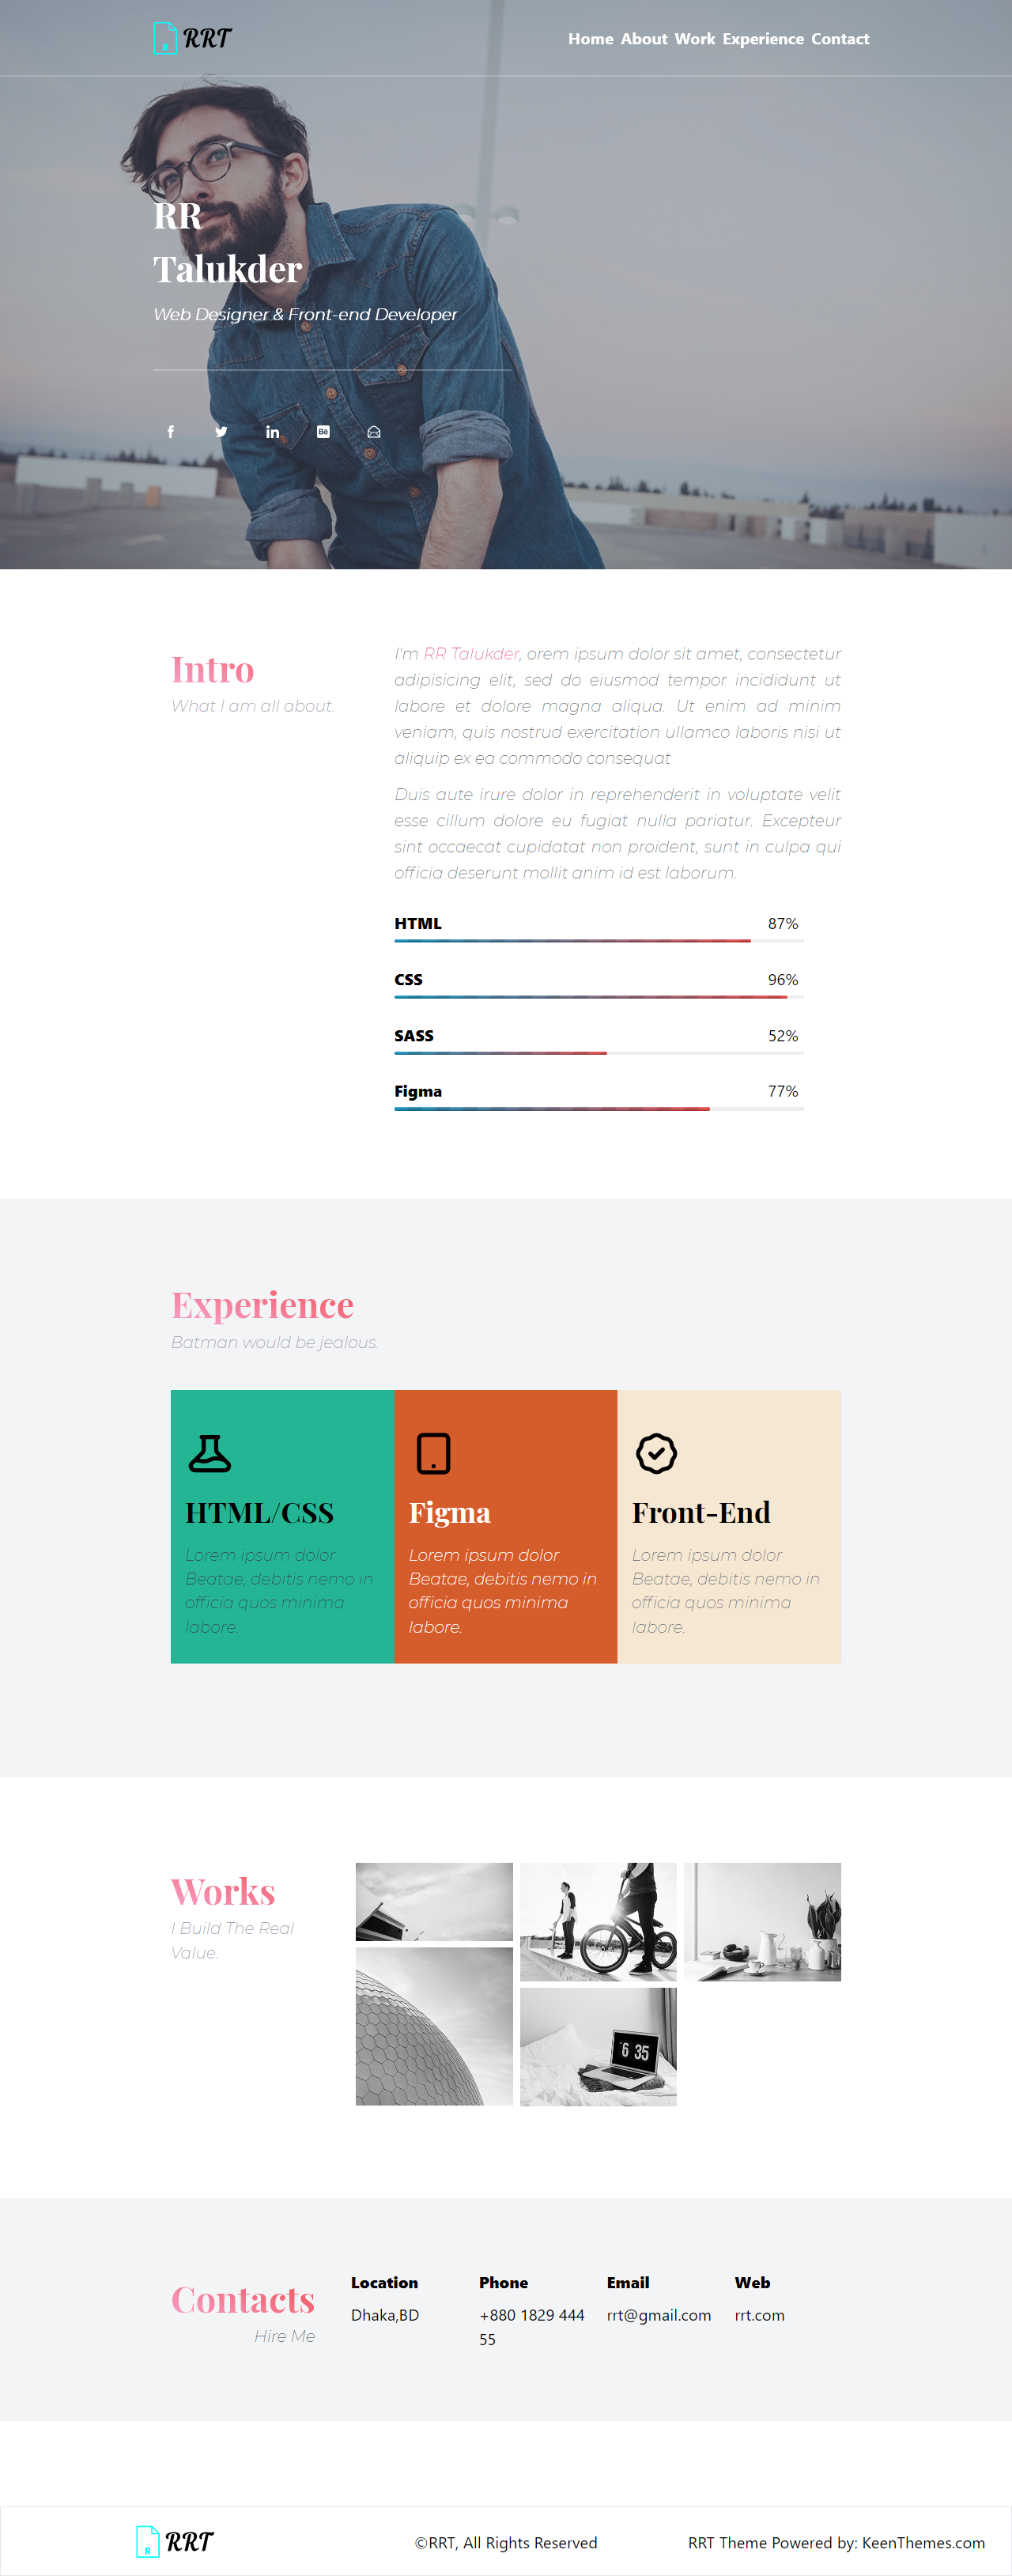 RRT
Home About Work Experience Contact
RR
Talukder
Web Designer & Front-end Developer
Intro
What I am all about.
I'm RR Talukder, orem ipsum dolor sit amet, consectetur
adipisicing elit, sed do eiusmod tempor incididunt ut
labore et dolore magna aliqua. Ut enim ad minim
veniam, quis nostrud exercitation ullamco laboris nisi ut
aliquip ex ea commodo consequat
Duis aute irure dolor in reprehenderit in voluptate velit
esse cillum dolore eu fugiat nulla pariatur. Excepteur
sint occaecat cupidatat non proident, sunt in culpa qui
officia deserunt mollit anim id est laborum.
HTML 87%
CSS 96%
SASS 52%
Figma 77%
Experience
Batman would be jealous.
HTML/CSS
Lorem ipsum dolor
Beatae, debitis nemo in
officia quos minima
labore.
Figma
Lorem ipsum dolor
Beatae, debitis nemo in
officia quos minima
labore.
Front-End
Lorem ipsum dolor
Beatae, debitis nemo in
officia quos minima
labore.
Works
I Build The Real
Value.
6 35
Contacts
Hire Me
Location
Dhaka,BD
Phone
+880 1829 444
55
Email
rrt@gmail.com
Web
rrt.com
R RRT
©RRT, All Rights Reserved
RRT Theme Powered by: KeenThemes.com